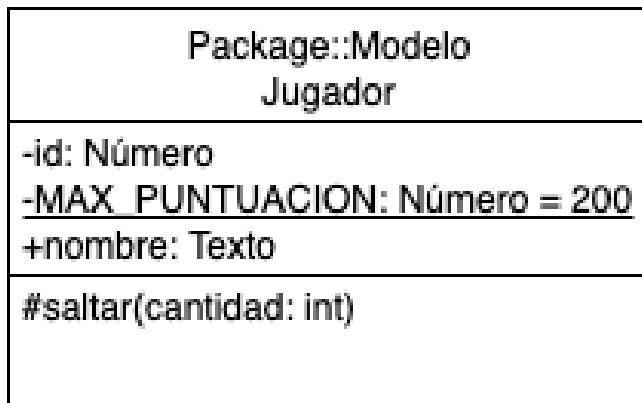 Package::Modelo
Jugador
-id: Número
-MAX_PUNTUACION: Número = 200
+nombre: Texto
#saltar(cantidad: int)